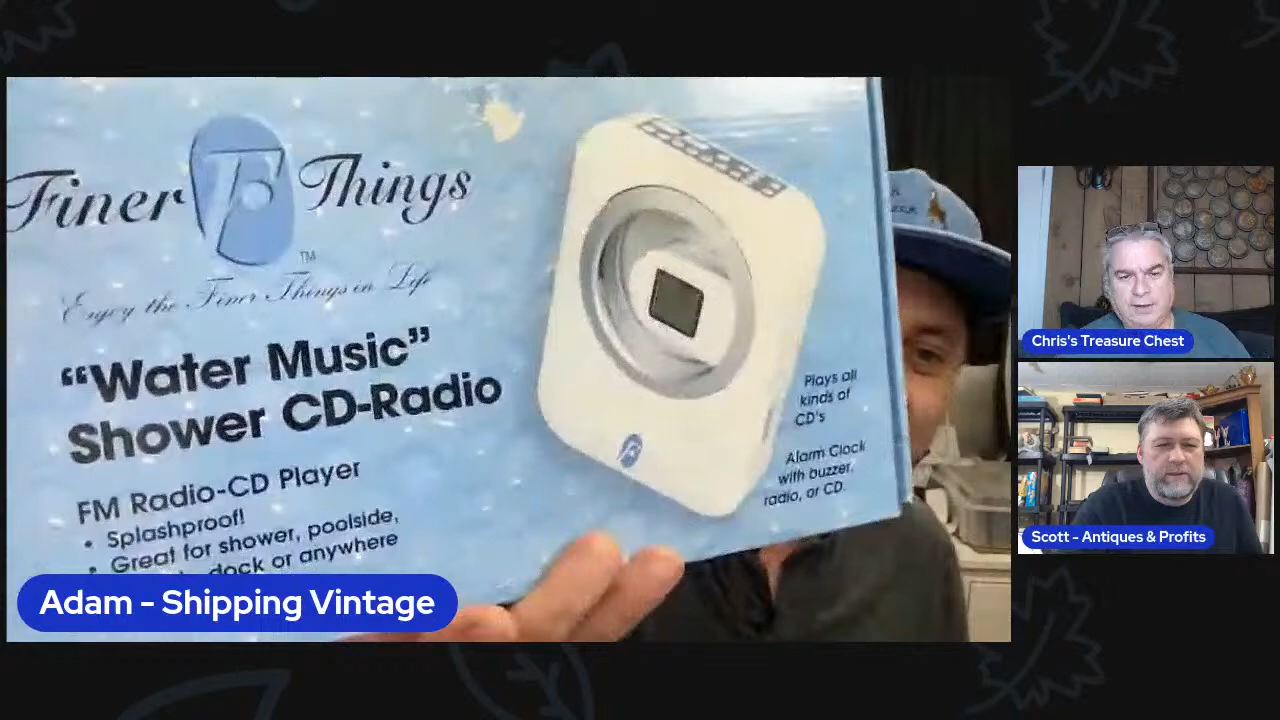 Finer Things
TM
Enjoy the Finer Things in Life
“Water Music”
Shower CD-Radio
FM Radio-CD Player
• Splashproof!
• Great for shower, poolside,
dock or anywhere
Plays all
kinds of
CD's
Alarm Clock
with buzzer,
radio, or CD.
Adam - Shipping Vintage
Chris's Treasure Chest
Scott - Antiques & Profits